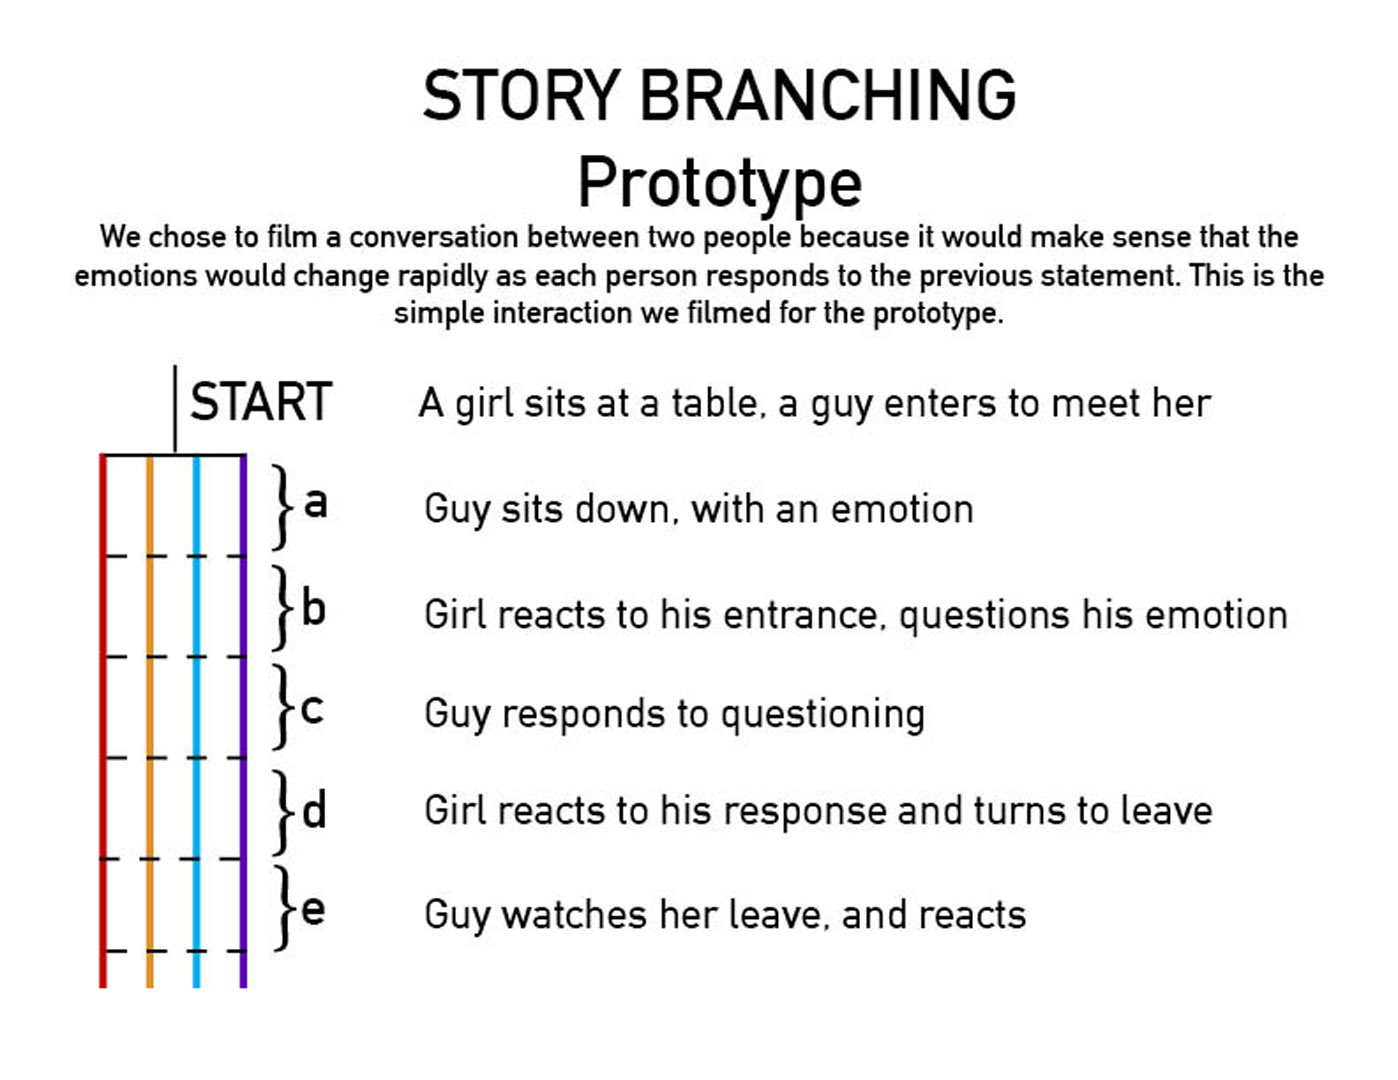 STORY BRANCHING
Prototype
We chose to film a conversation between two people because it would make sense that the
emotions would change rapidly as each person responds to the previous statement. This is the
simple interaction we filmed for the prototype.
START A girl sits at a table, a guy enters to meet her
a Guy sits down, with an emotion
b Girl reacts to his entrance, questions his emotion
c Guy responds to questioning
d Girl reacts to his response and turns to leave
e Guy watches her leave, and reacts